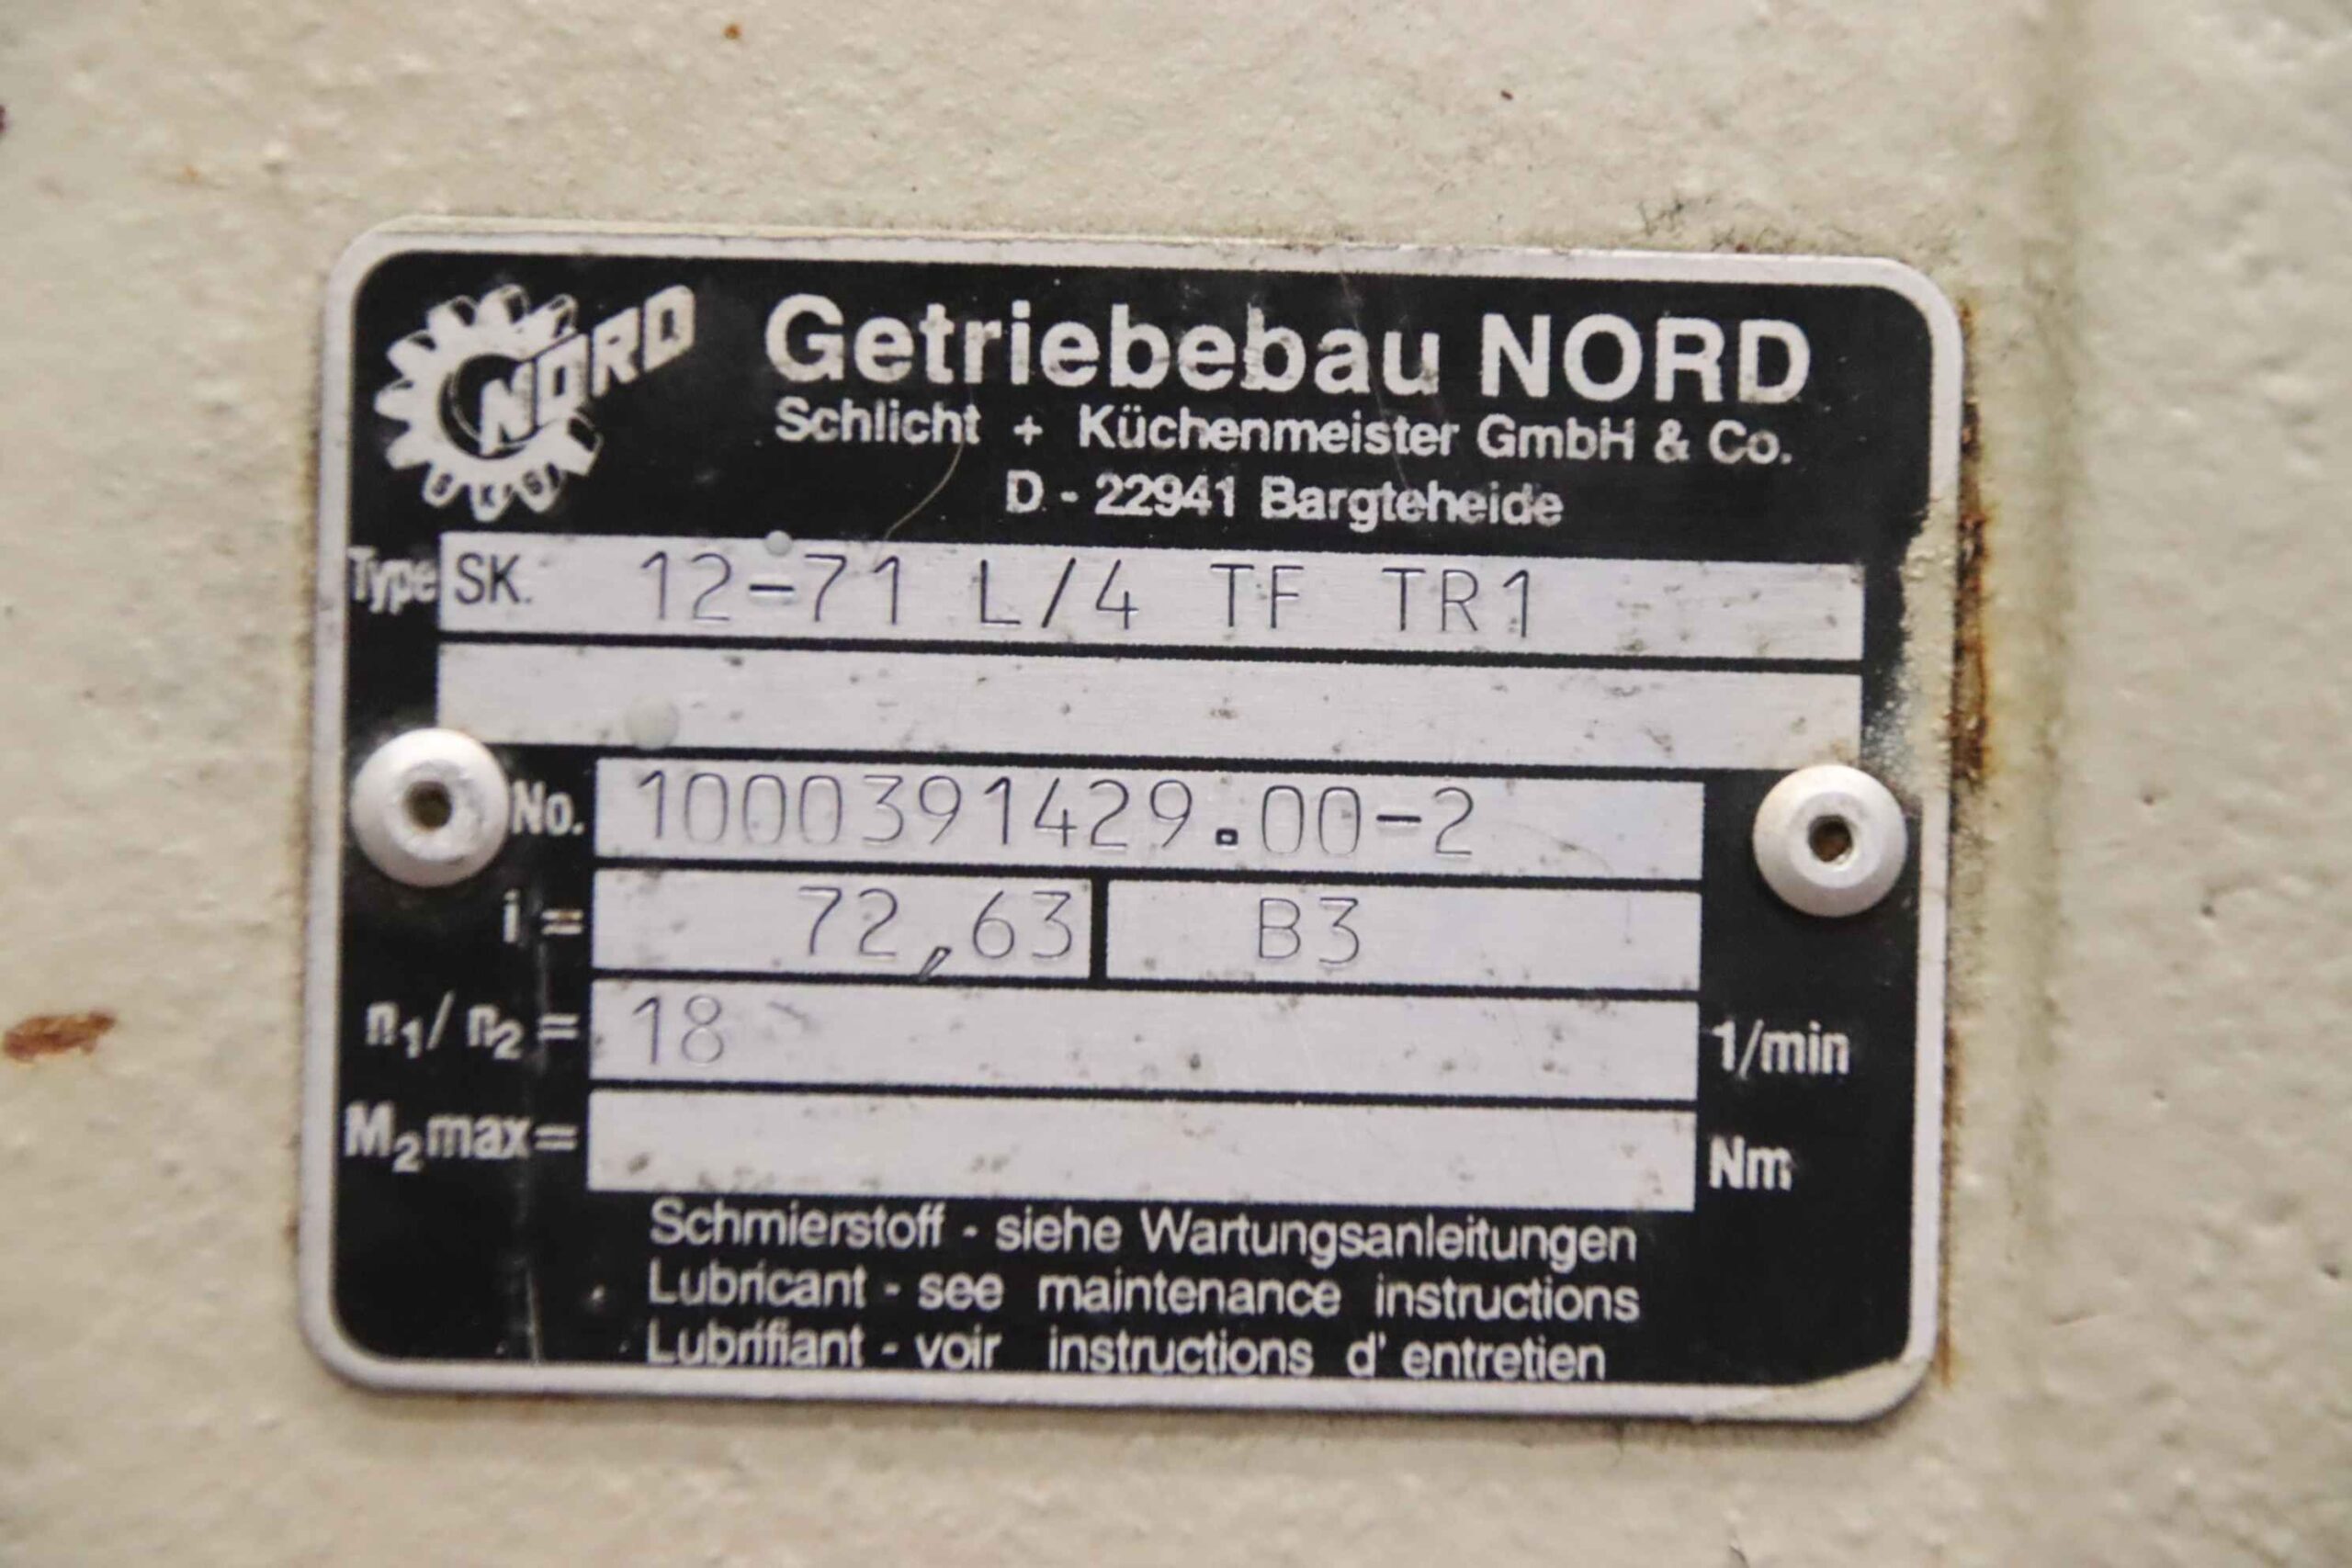 NORD
SKG
Getriebebau NORD
Schlicht + Küchenmeister GmbH & Co.
D - 22941 Bargteheide
Type SK. 12-71 L/4 TF TR1
No. 1000391429.00-2
i = 72,63 B3
n1/ n2 = 18 1/min
M2max= Nm
Schmierstoff - siehe Wartungsanleitungen
Lubricant - see maintenance instructions
Lubrifiant - voir instructions d' entretien